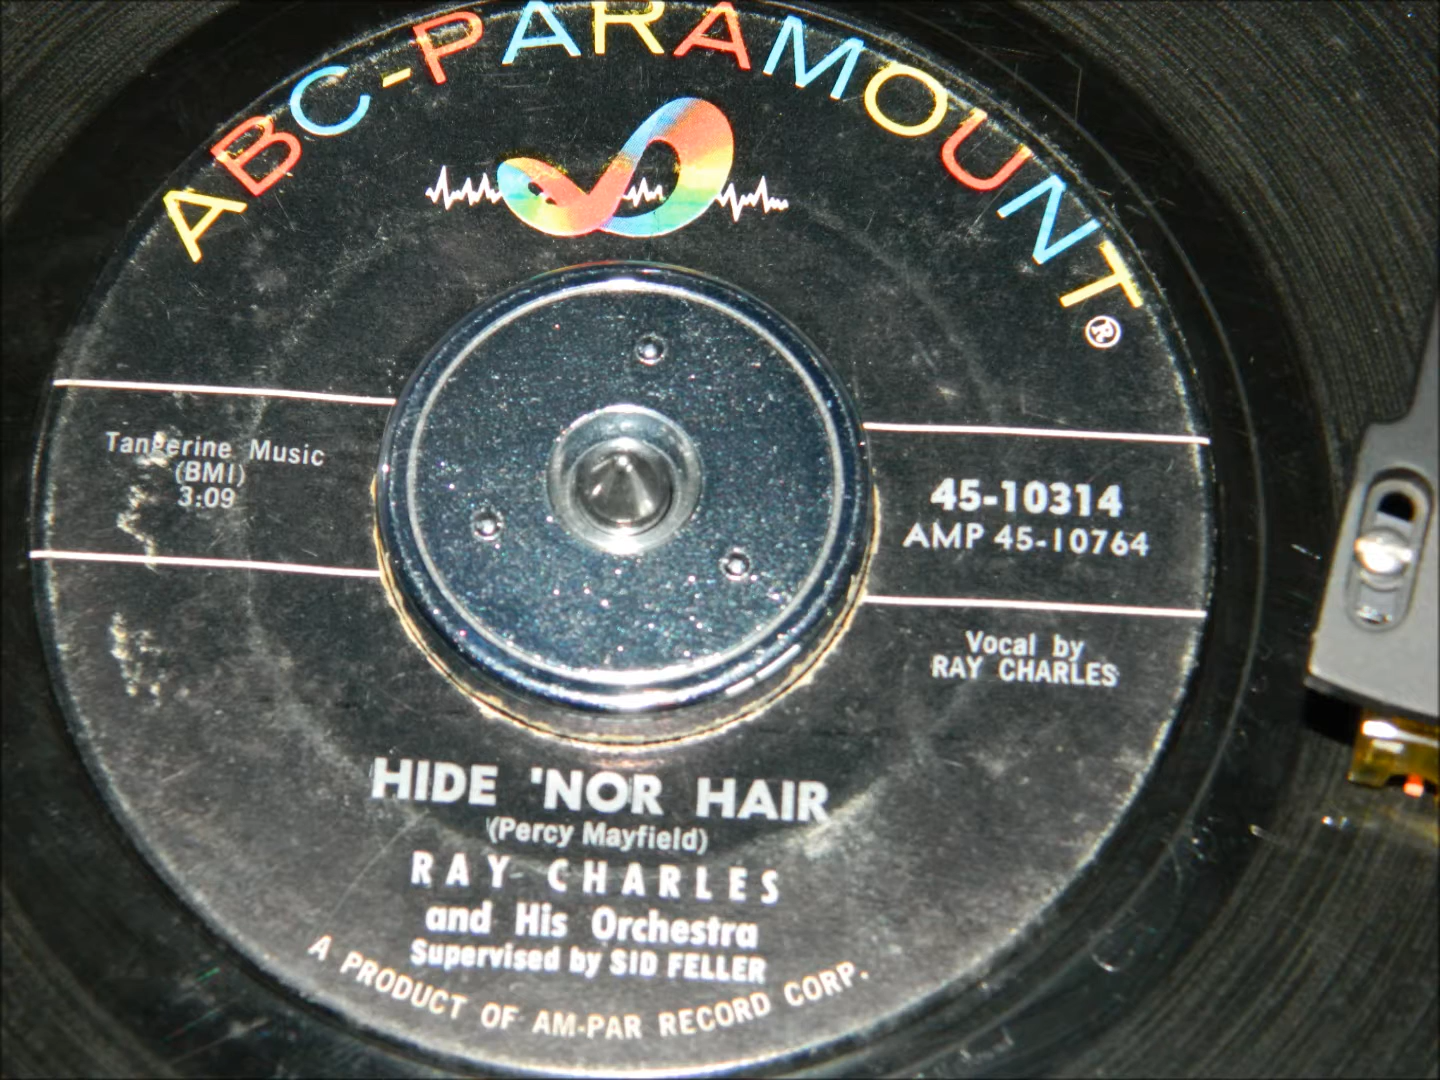 ABC-PARAMOUNT®
Tangerine Music
(BMI)
3:09
45-10314
AMP 45-10764
Vocal by
RAY CHARLES
HIDE 'NOR HAIR
(Percy Mayfield)
RAY CHARLES
and His Orchestra
Supervised by SID FELLER
A PRODUCT OF AM-PAR RECORD CORP.